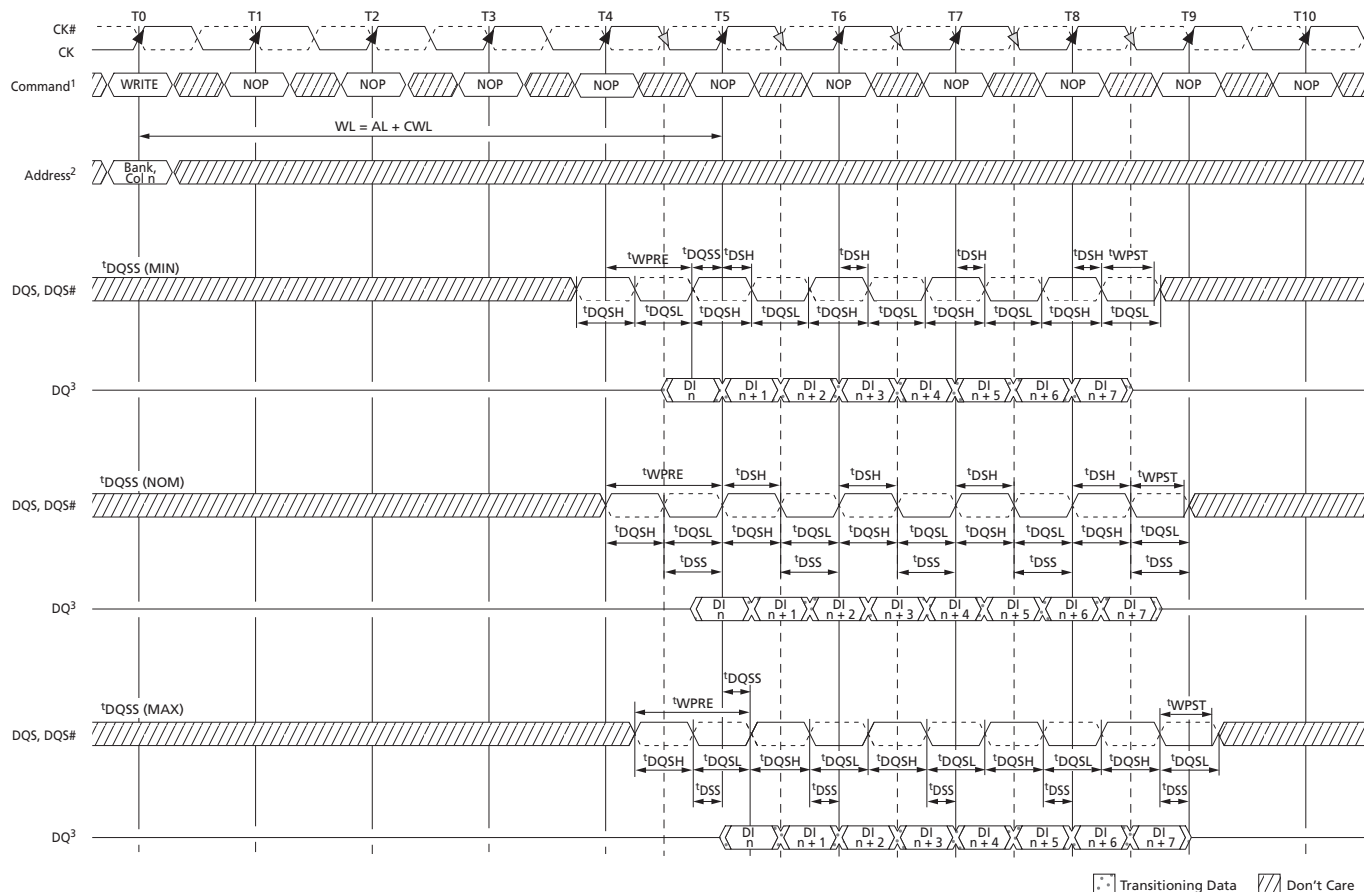 T0 T1 T2 T3 T4 T5 T6 T7 T8 T9 T10
CK#
CK
Command¹ WRITE NOP NOP NOP NOP NOP NOP NOP NOP NOP NOP
WL = AL + CWL
Address² Bank,
Col n
tDQSS (MIN) tWPRE tDQSS tDSH tDSH tDSH tDSH tWPST
DQS, DQS#
tDQSH tDQSL tDQSH tDQSL tDQSH tDQSL tDQSH tDQSL tDQSH tDQSL
DQ³ DI DI DI DI DI DI DI DI
n n + 1 n + 2 n + 3 n + 4 n + 5 n + 6 n + 7
tDQSS (NOM) tWPRE tDSH tDSH tDSH tDSH tWPST
DQS, DQS#
tDQSH tDQSL tDQSH tDQSL tDQSH tDQSL tDQSH tDQSL tDQSH tDQSL
tDSS tDSS tDSS tDSS tDSS
DQ³ DI DI DI DI DI DI DI DI
n n + 1 n + 2 n + 3 n + 4 n + 5 n + 6 n + 7
tDQSS
tDQSS (MAX) tWPRE tWPST
DQS, DQS#
tDQSH tDQSL tDQSH tDQSL tDQSH tDQSL tDQSH tDQSL tDQSH tDQSL
tDSS tDSS tDSS tDSS tDSS
DQ³ DI DI DI DI DI DI DI DI
n n + 1 n + 2 n + 3 n + 4 n + 5 n + 6 n + 7
Transitioning Data Don't Care